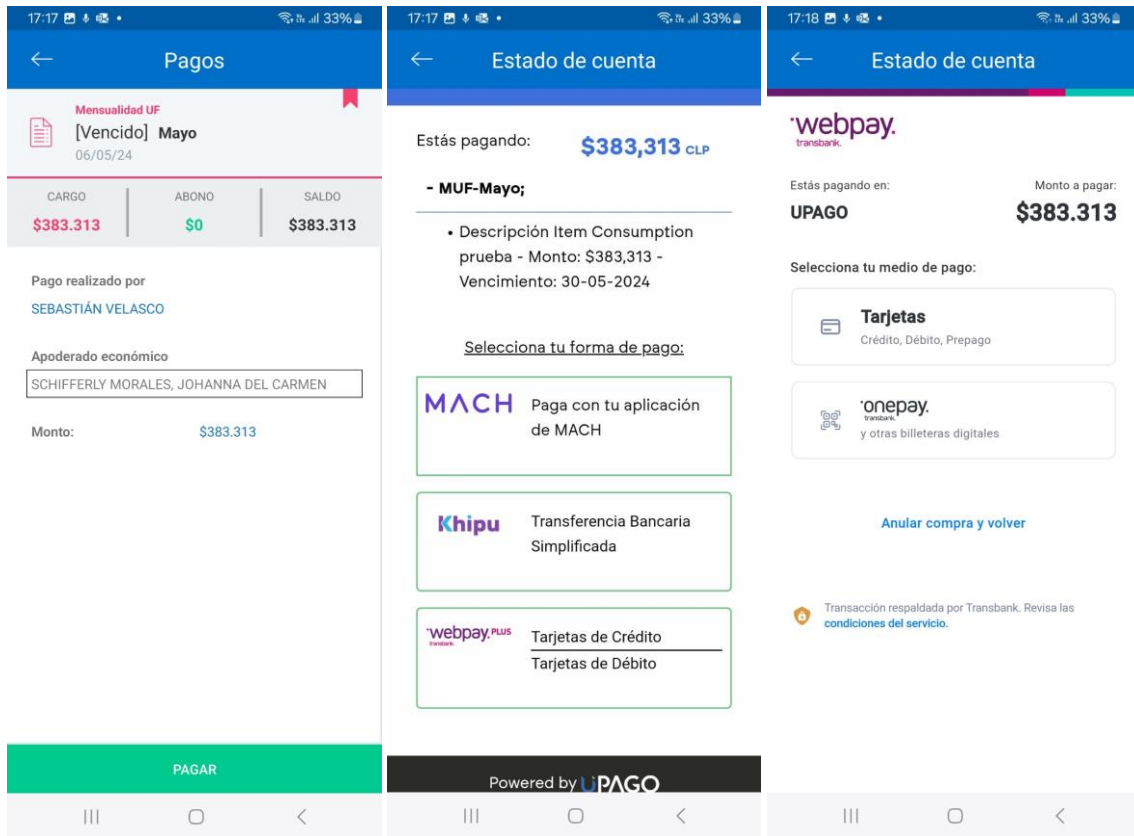 17:17
33%
Pagos
Mensualidad UF
[Vencido] Mayo
06/05/24
CARGO
ABONO
SALDO
$383.313
$0
$383.313
Pago realizado por
SEBASTIÁN VELASCO
Apoderado económico
SCHIFFERLY MORALES, JOHANNA DEL CARMEN
Monto:
$383.313
PAGAR
17:17
33%
Estado de cuenta
Estás pagando:
$383,313 CLP
- MUF-Mayo;
• Descripción Item Consumption
prueba - Monto: $383,313 -
Vencimiento: 30-05-2024
Selecciona tu forma de pago:
MACH
Paga con tu aplicación
de MACH
Khipu
Transferencia Bancaria
Simplificada
webpay. PLUS
transbank.
Tarjetas de Crédito
Tarjetas de Débito
Powered by UPAGO
17:18
33%
Estado de cuenta
webpay.
transbank.
Estás pagando en:
UPAGO
Monto a pagar:
$383.313
Selecciona tu medio de pago:
Tarjetas
Crédito, Débito, Prepago
onepay.
transbank.
y otras billeteras digitales
Anular compra y volver
Transacción respaldada por Transbank. Revisa las
condiciones del servicio.